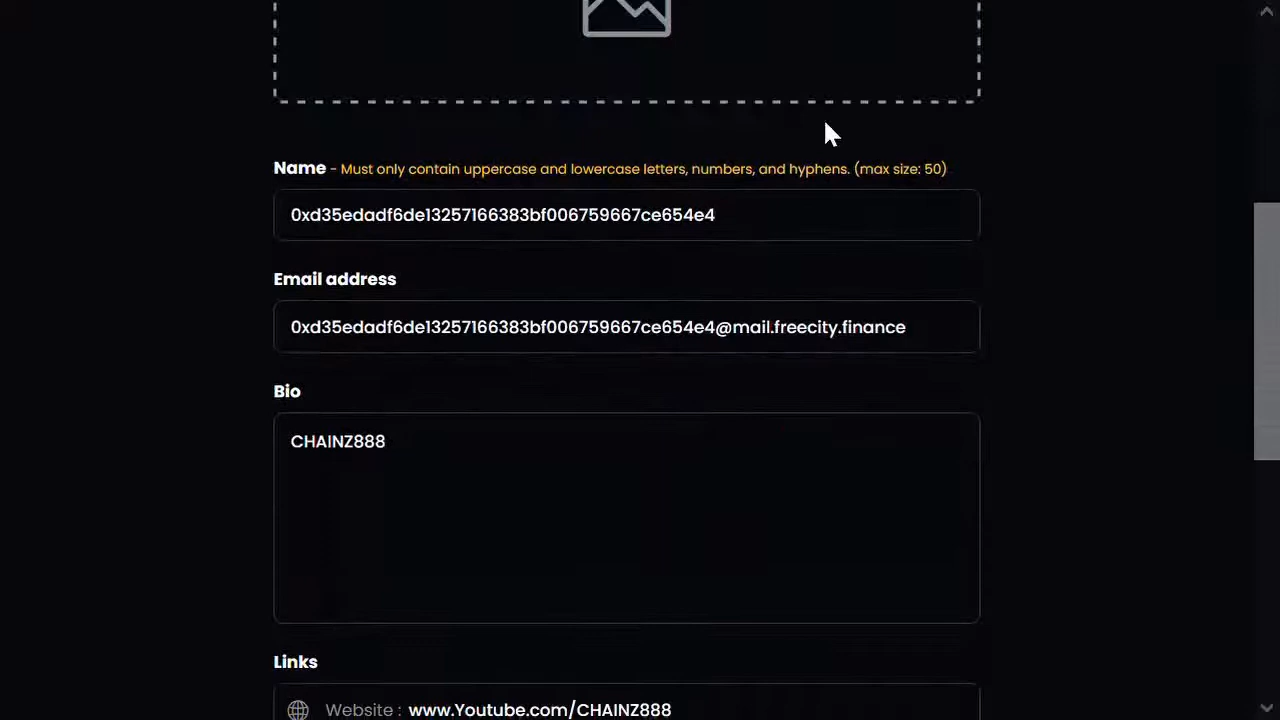 Name - Must only contain uppercase and lowercase letters, numbers, and hyphens. (max size: 50)
0xd35edadf6de13257166383bf006759667ce654e4
Email address
0xd35edadf6de13257166383bf006759667ce654e4@mail.freecity.finance
Bio
CHAINZ888
Links
Website : www.Youtube.com/CHAINZ888